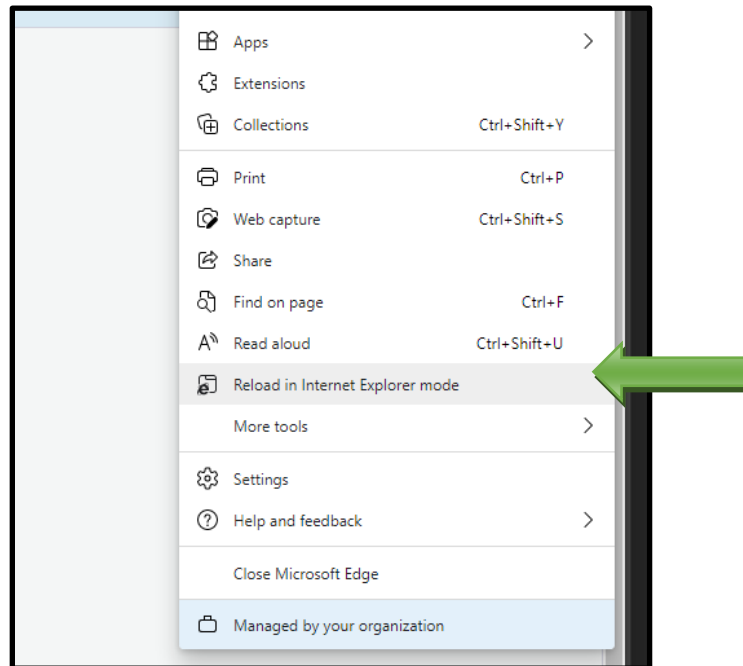 Apps
Extensions
Collections Ctrl+Shift+Y
Print Ctrl+P
Web capture Ctrl+Shift+S
Share
Find on page Ctrl+F
Read aloud Ctrl+Shift+U
Reload in Internet Explorer mode
More tools
Settings
Help and feedback
Close Microsoft Edge
Managed by your organization